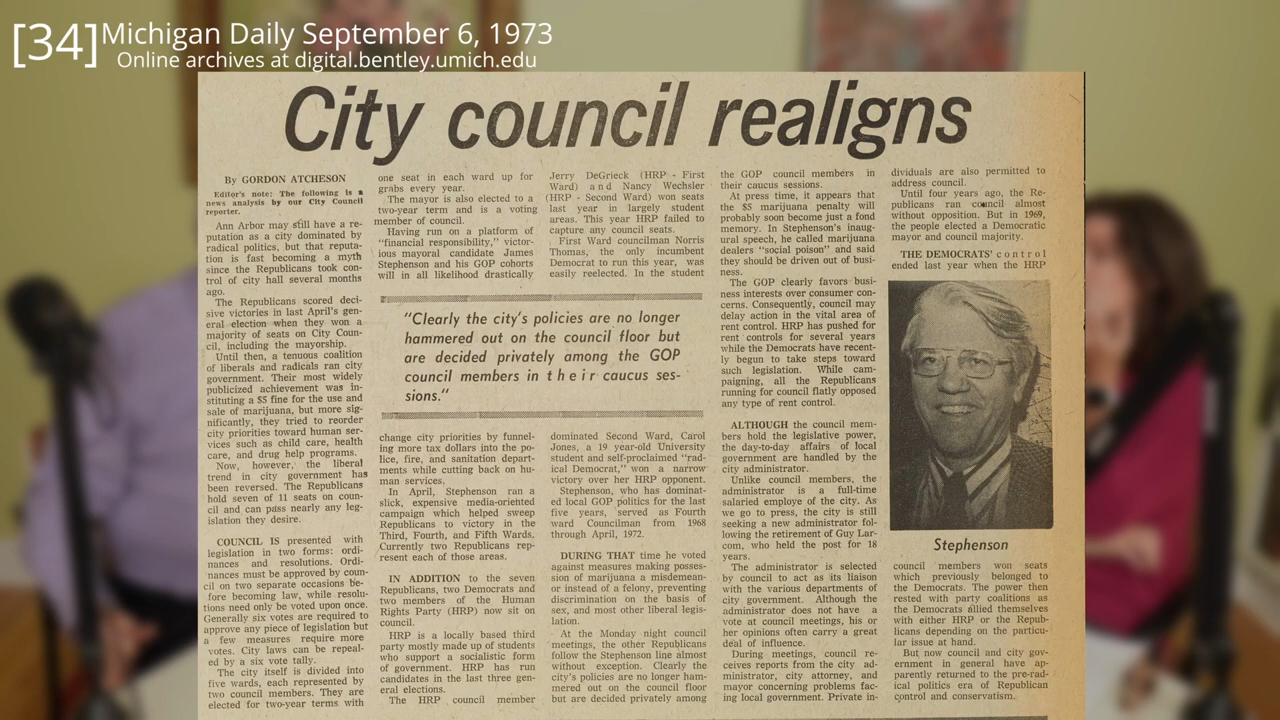 [34]
Michigan Daily September 6, 1973
Online archives at digital.bentley.umich.edu
City council realigns
By GORDON ATCHESON
Editor's note: The following is a
news analysis by our City Council
reporter.
Ann Arbor may still have a re-
putation as a city dominated by
radical politics, but that reputa-
tion is fast becoming a myth
since the Republicans took con-
trol of city hall several months
ago.
The Republicans scored deci-
sive victories in last April's gen-
eral election when they won a
majority of seats on City Coun-
cil, including the mayorship.
Until then, a tenuous coalition
of liberals and radicals ran city
government. Their most widely
publicized achievement was in-
stituting a $5 fine for the use and
sale of marijuana, but more sig-
nificantly, they tried to reorder
city priorities toward human ser-
vices such as child care, health
care, and drug help programs.
Now, however, the liberal
trend in city government has
been reversed. The Republicans
hold seven of 11 seats on coun-
cil and can pass nearly any leg-
islation they desire.
COUNCIL IS presented with
legislation in two forms: ordi-
nances and resolutions. Ordi-
nances must be approved by coun-
cil on two separate occasions be-
fore becoming law, while resolu-
tions need only be voted upon once.
Generally six votes are required to
approve any piece of legislation but
a few measures require more
votes. City laws can be repeal-
ed by a six vote tally.
The city itself is divided into
five wards, each represented by
two council members. They are
elected for two-year terms with
one seat in each ward up for
grabs every year.
The mayor is also elected to a
two-year term and is a voting
member of council.
Having run on a platform of
"financial responsibility," victor-
ious mayoral candidate James
Stephenson and his GOP cohorts
will in all likelihood drastically
"Clearly the city's policies are no longer
hammered out on the council floor but
are decided privately among the GOP
council members in their caucus ses-
sions."
change city priorities by funnel-
ing more tax dollars into the po-
lice, fire, and sanitation depart-
ments while cutting back on hu-
man services.
In April, Stephenson ran a
slick, expensive media-oriented
campaign which helped sweep
Republicans to victory in the
Third, Fourth, and Fifth Wards.
Currently two Republicans rep-
resent each of those areas.
IN ADDITION to the seven
Republicans, two Democrats and
two members of the Human
Rights Party (HRP) now sit on
council.
HRP is a locally based third
party mostly made up of students
who support a socialistic form
of government. HRP has run
candidates in the last three gen-
eral elections.
The HRP council member
Jerry DeGrieck (HRP - First
Ward) and Nancy Wechsler
(HRP - Second Ward) won seats
last year in largely student
areas. This year HRP failed to
capture any council seats.
First Ward councilman Norris
Thomas, the only incumbent
Democrat to run this year, was
easily reelected. In the student
dominated Second Ward, Carol
Jones, a 19 year-old University
student and self-proclaimed "rad-
ical Democrat," won a narrow
victory over her HRP opponent.
Stephenson, who has dominat-
ed local GOP politics for the last
five years, served as Fourth
ward Councilman from 1968
through April, 1972.
DURING THAT time he voted
against measures making posses-
sion of marijuana a misdemean-
or instead of a felony, preventing
discrimination on the basis of
sex, and most other liberal legis-
lation.
At the Monday night council
meetings, the other Republicans
follow the Stephenson line almost
without exception. Clearly the
city's policies are no longer ham-
mered out on the council floor
but are decided privately among
the GOP council members in
their caucus sessions.
At press time, it appears that
the $5 marijuana penalty will
probably soon become just a fond
memory. In Stephenson's inaug-
ural speech, he called marijuana
dealers "social poison" and said
they should be driven out of busi-
ness.
The GOP clearly favors busi-
ness interests over consumer con-
cerns. Consequently, council may
delay action in the vital area of
rent control. HRP has pushed for
rent controls for several years
while the Democrats have recent-
ly begun to take steps toward
such legislation. While cam-
paigning, all the Republicans
running for council flatly opposed
any type of rent control.
ALTHOUGH the council mem-
bers hold the legislative power,
the day-to-day affairs of local
government are handled by the
city administrator.
Unlike council members, the
administrator is a full-time
salaried employe of the city. As
we go to press, the city is still
seeking a new administrator fol-
lowing the retirement of Guy Lar-
com, who held the post for 18
years.
The administrator is selected
by council to act as its liaison
with the various departments of
city government. Although the
administrator does not have a
vote at council meetings, his or
her opinions often carry a great
deal of influence.
During meetings, council re-
ceives reports from the city ad-
ministrator, city attorney, and
mayor concerning problems fac-
ing local government. Private in-
dividuals are also permitted to
address council.
Until four years ago, the Re-
publicans ran council almost
without opposition. But in 1969,
the people elected a Democratic
mayor and council majority.
THE DEMOCRATS' control
ended last year when the HRP
Stephenson
council members won seats
which previously belonged to
the Democrats. The power then
rested with party coalitions as
the Democrats allied themselves
with either HRP or the Repub-
licans depending on the particu-
lar issue at hand.
But now council and city gov-
ernment in general have ap-
parently returned to the pre-rad-
ical politics era of Republican
control and conservatism.